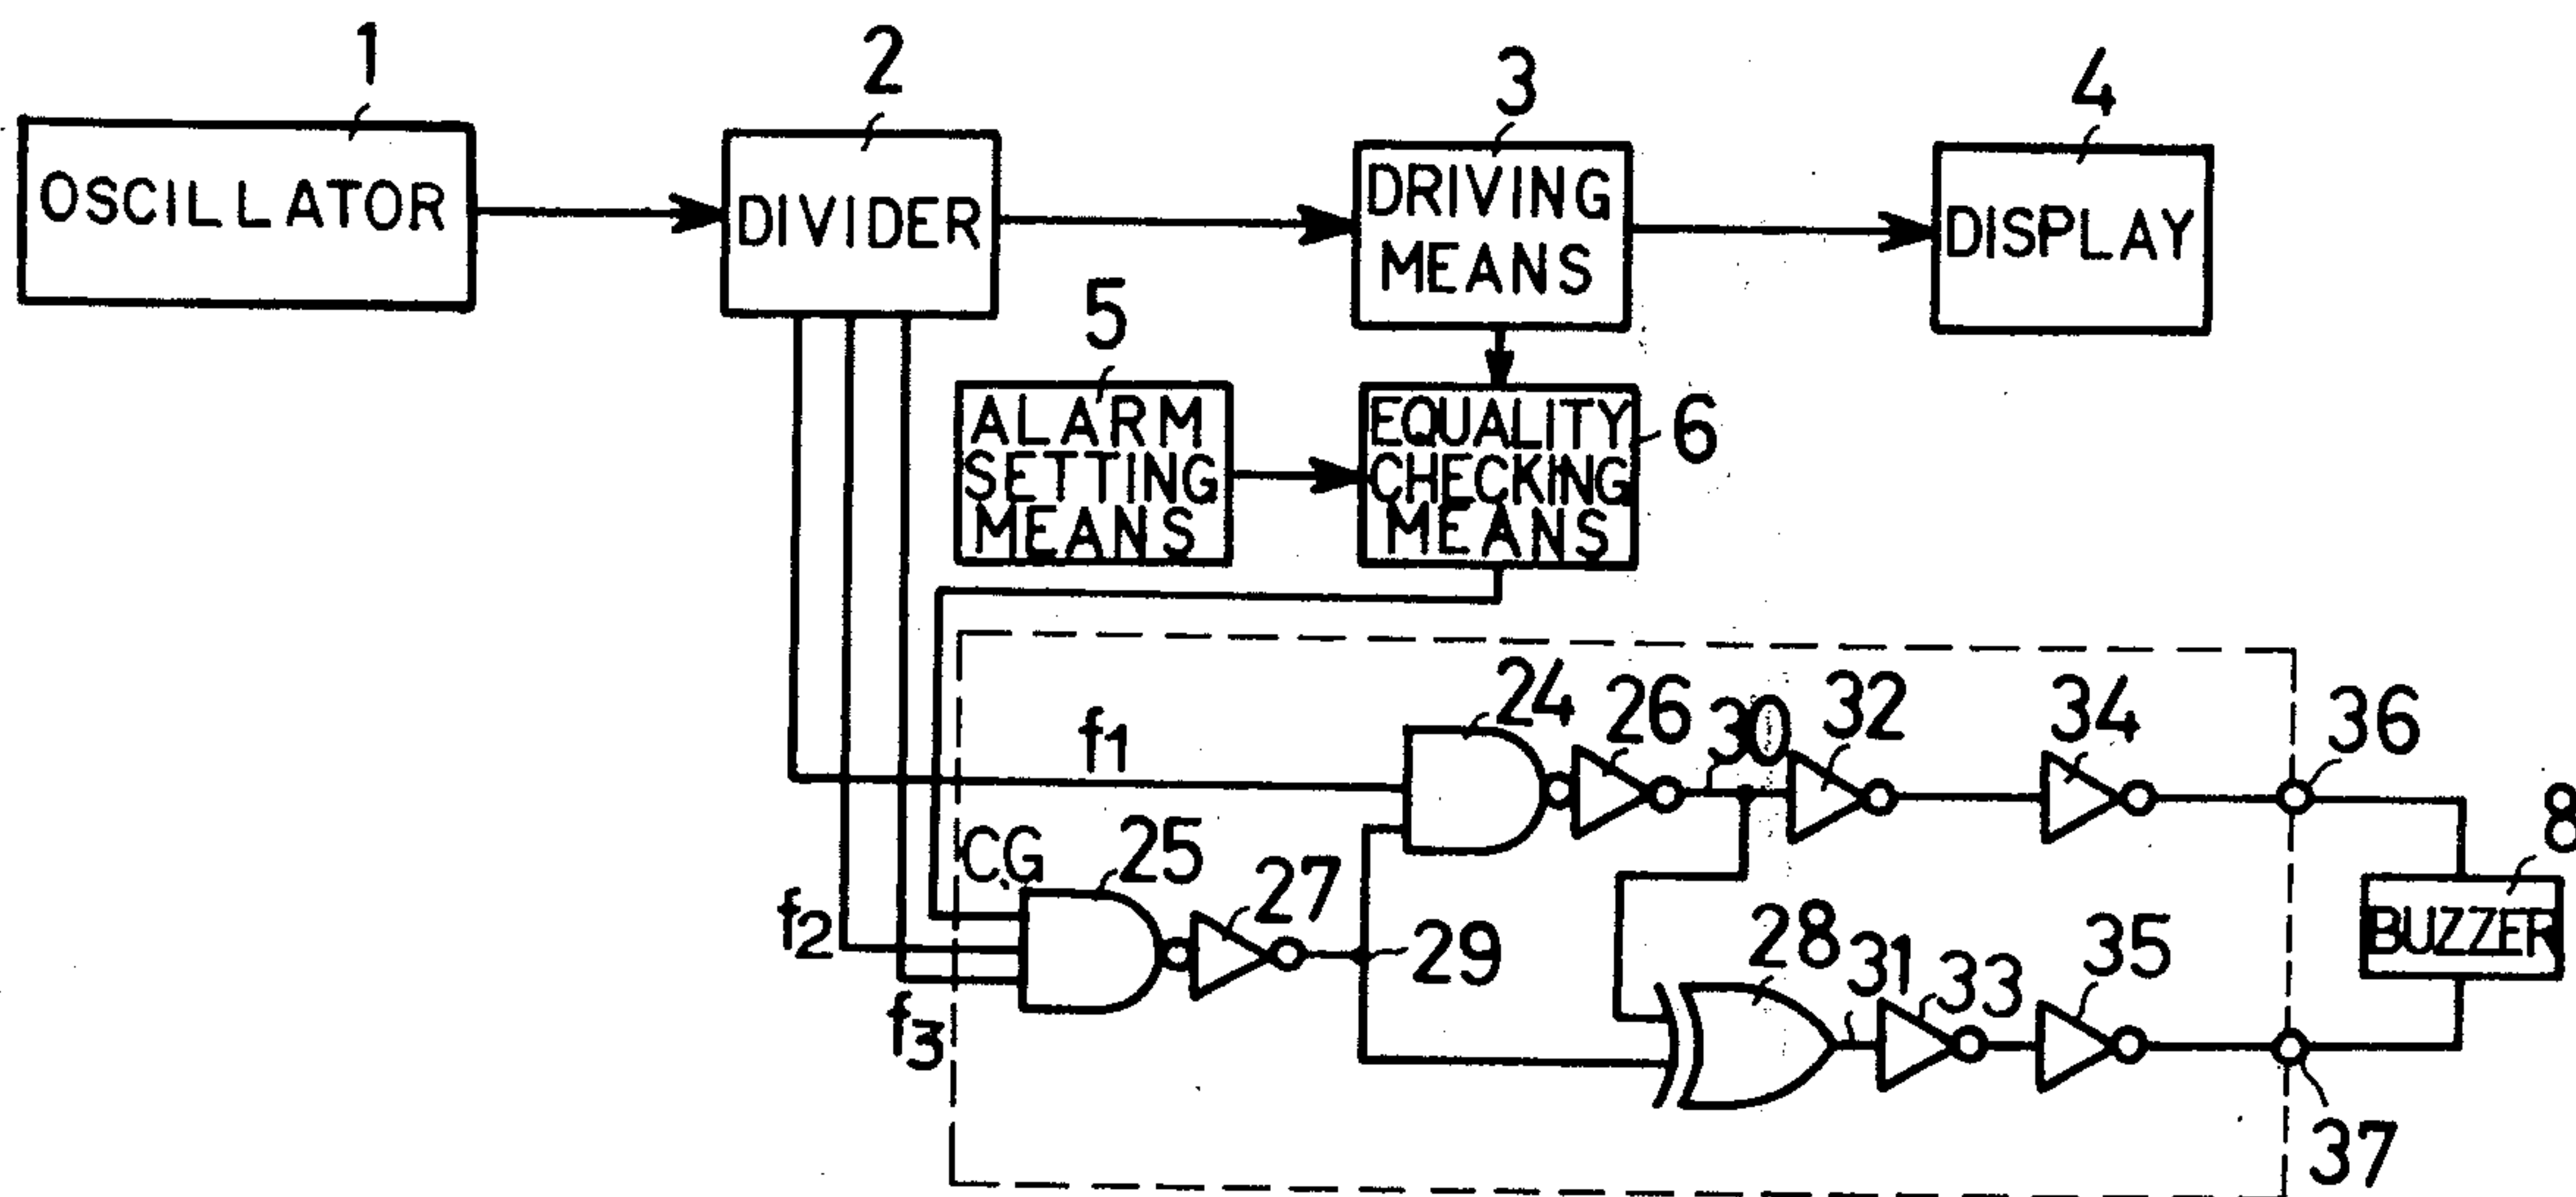 1
2
3
4
OSCILLATOR
DIVIDER
DRIVING
MEANS
DISPLAY
5
ALARM
SETTING
MEANS
EQUALITY
CHECKING
MEANS
6
f1
24
26
30
32
34
36
CG
25
27
f2
29
f3
28
31
33
35
8
BUZZER
37